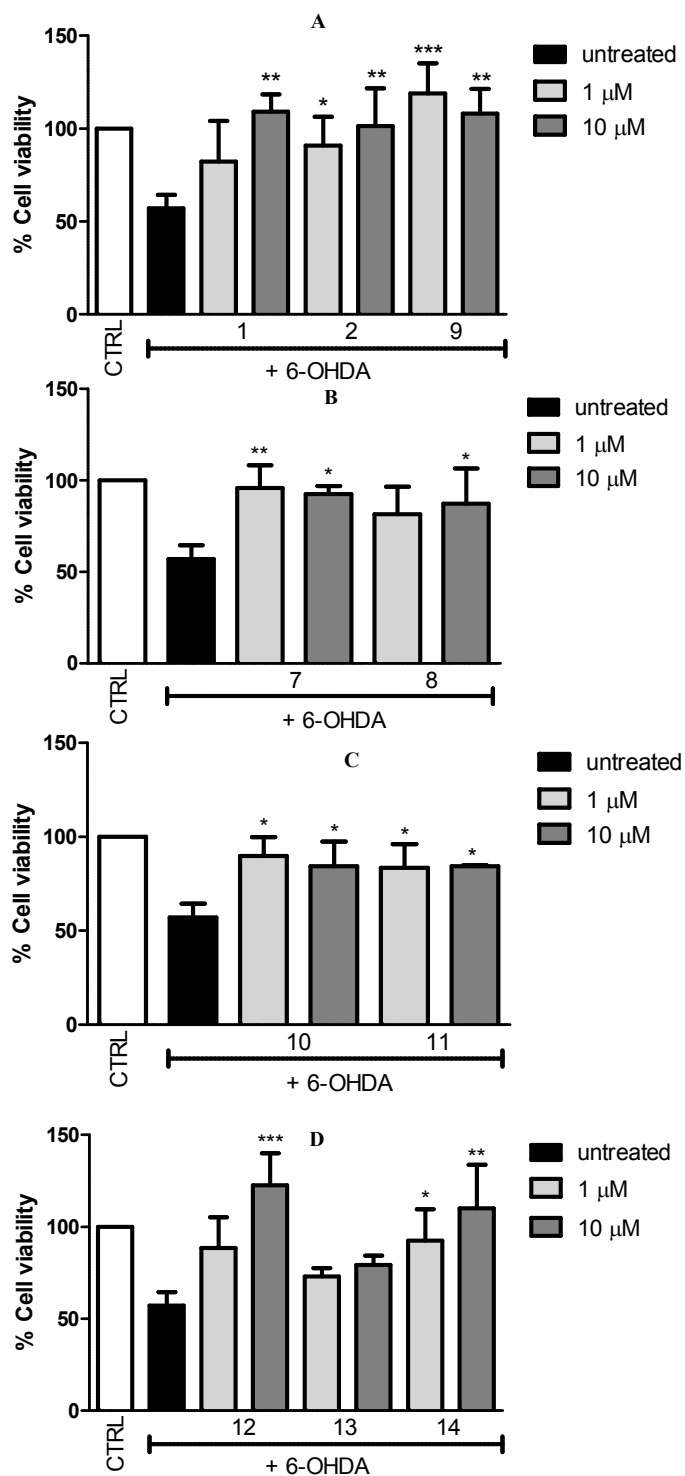 A
% Cell viability
150
100
50
0
** * ** *** **
untreated
1 μM
10 μM
CTRL
1 2 9
+ 6-OHDA
B
% Cell viability
150
100
50
0
** * *
untreated
1 μM
10 μM
CTRL
7 8
+ 6-OHDA
C
% Cell viability
150
100
50
0
* * * *
untreated
1 μM
10 μM
CTRL
10 11
+ 6-OHDA
D
% Cell viability
150
100
50
0
*** * **
untreated
1 μM
10 μM
CTRL
12 13 14
+ 6-OHDA